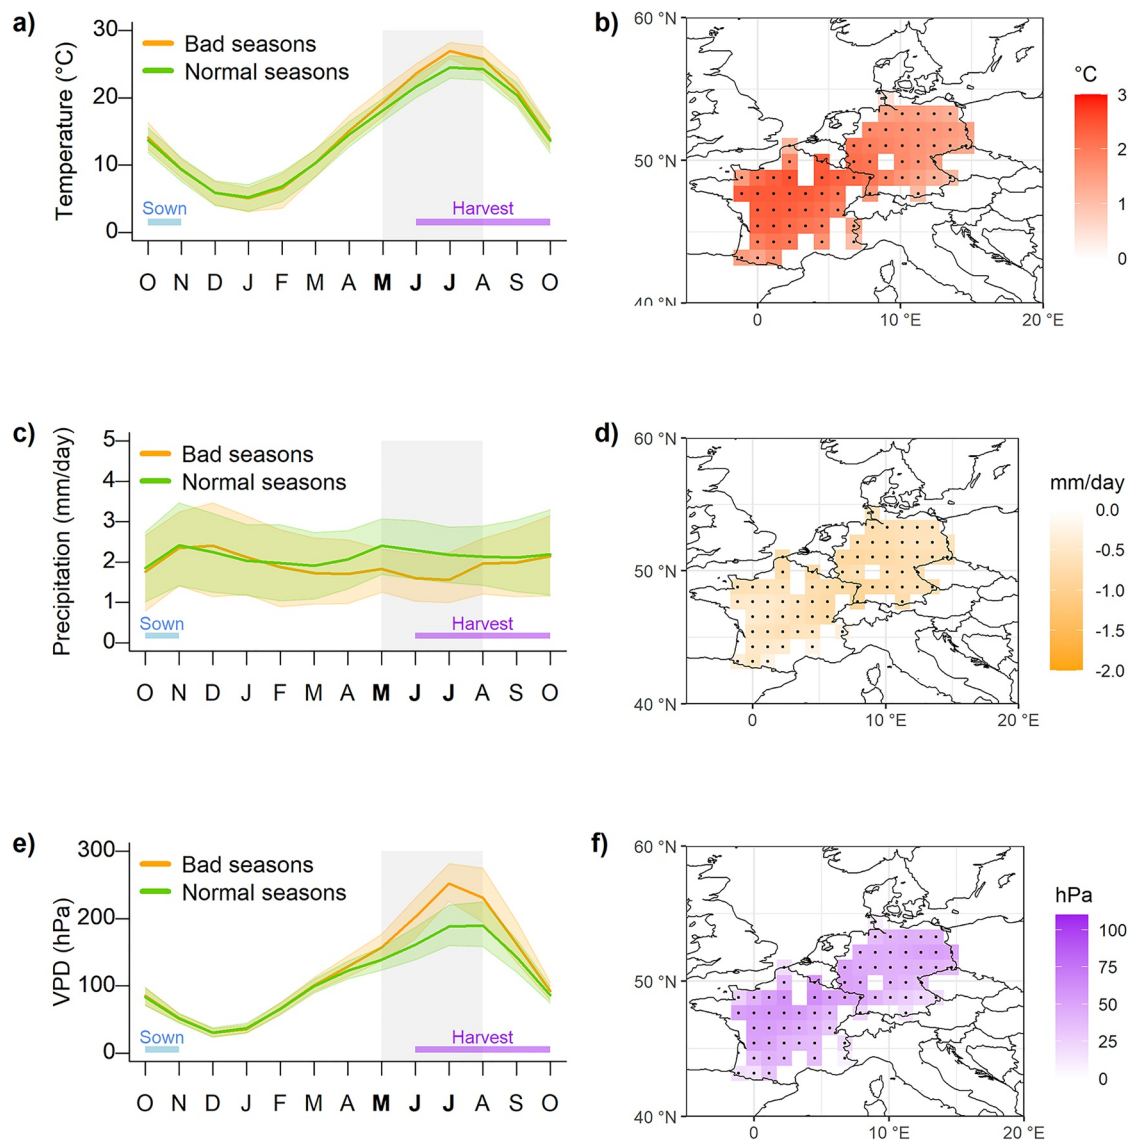 a)
Temperature (°C)
30
20
10
0
Bad seasons
Normal seasons
Sown
Harvest
O N D J F M A M J J A S O
b)
60 °N
50 °N
40 °N
0 10 °E 20 °E
°C
3
2
1
0
c)
Precipitation (mm/day)
5
4
3
2
1
0
Bad seasons
Normal seasons
Sown
Harvest
O N D J F M A M J J A S O
d)
60 °N
50 °N
40 °N
0 10 °E 20 °E
mm/day
0.0
-0.5
-1.0
-1.5
-2.0
e)
VPD (hPa)
300
200
100
0
Bad seasons
Normal seasons
Sown
Harvest
O N D J F M A M J J A S O
f)
60 °N
50 °N
40 °N
0 10 °E 20 °E
hPa
100
75
50
25
0